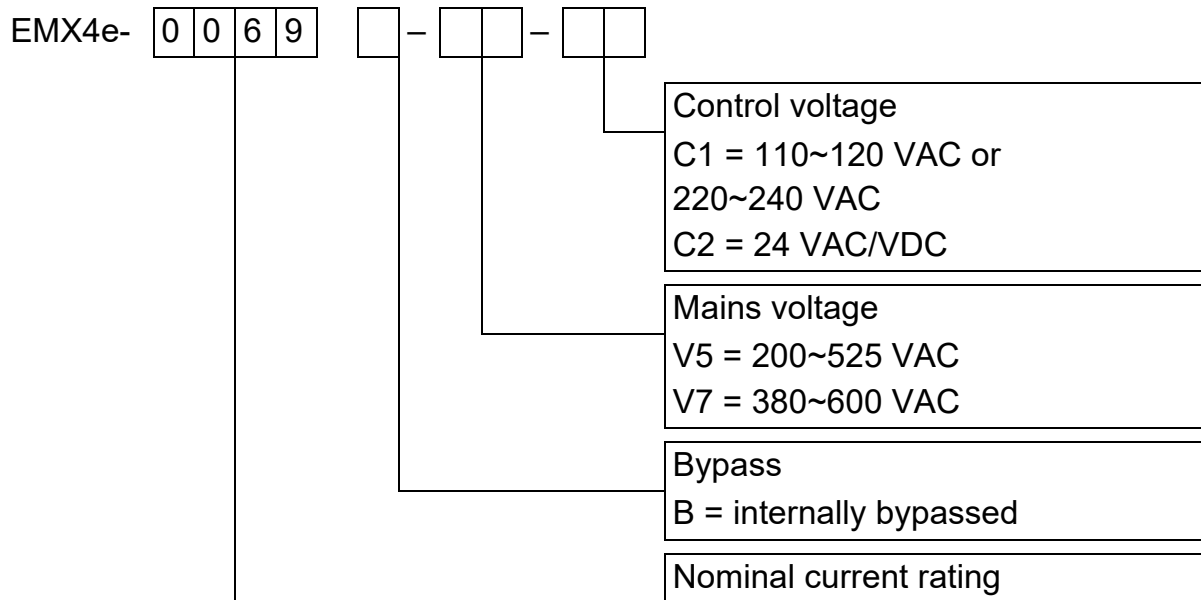 EMX4e- 0 0 6 9 – –
Control voltage
C1 = 110~120 VAC or
220~240 VAC
C2 = 24 VAC/VDC
Mains voltage
V5 = 200~525 VAC
V7 = 380~600 VAC
Bypass
B = internally bypassed
Nominal current rating